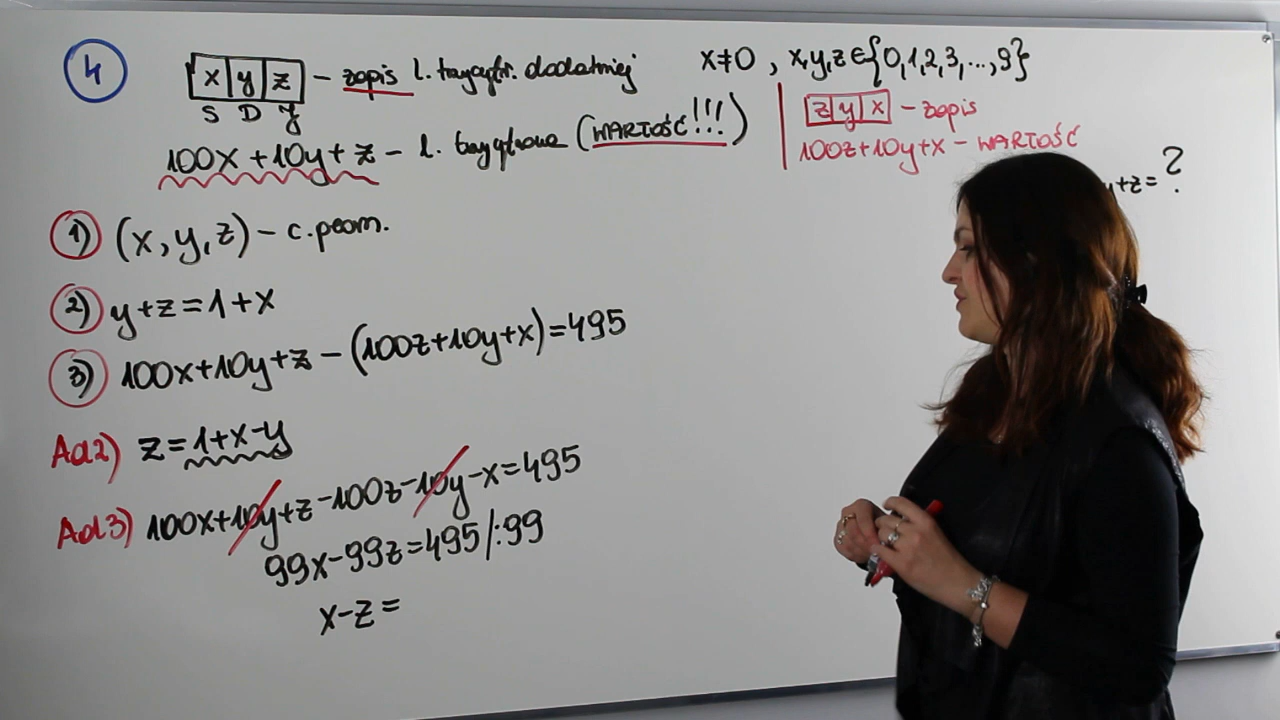 4
x y z – zapis l. trzycyfr. dodatniej
x≠0 , x,y,z∈{0,1,2,3,...,9}
S D J
100x+10y+z – l. trzycyfrowa (WARTOŚĆ!!!)
z y x – zapis
100z+10y+x – WARTOŚĆ
y+z=?
1) (x,y,z) – c.geom.
2) y+z=1+x
3) 100x+10y+z – (100z+10y+x)=495
Ad2) z=1+x-y
Ad3) 100x+10y+z-100z-10y-x=495
99x-99z=495/:99
x-z=